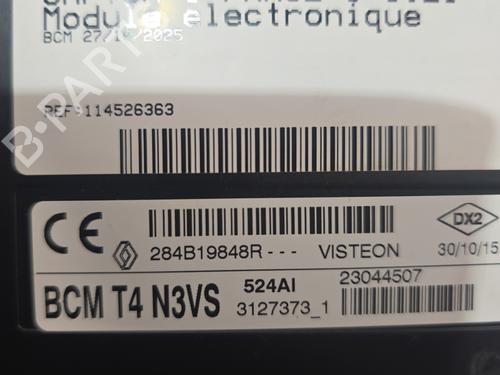 Module electronique
BCM 27/10/2025
REF:114526363
B-PARTS
CE
284B19848R--- VISTEON
DX2
30/10/15
BCM T4 N3VS
524AI
23044507
3127373_1